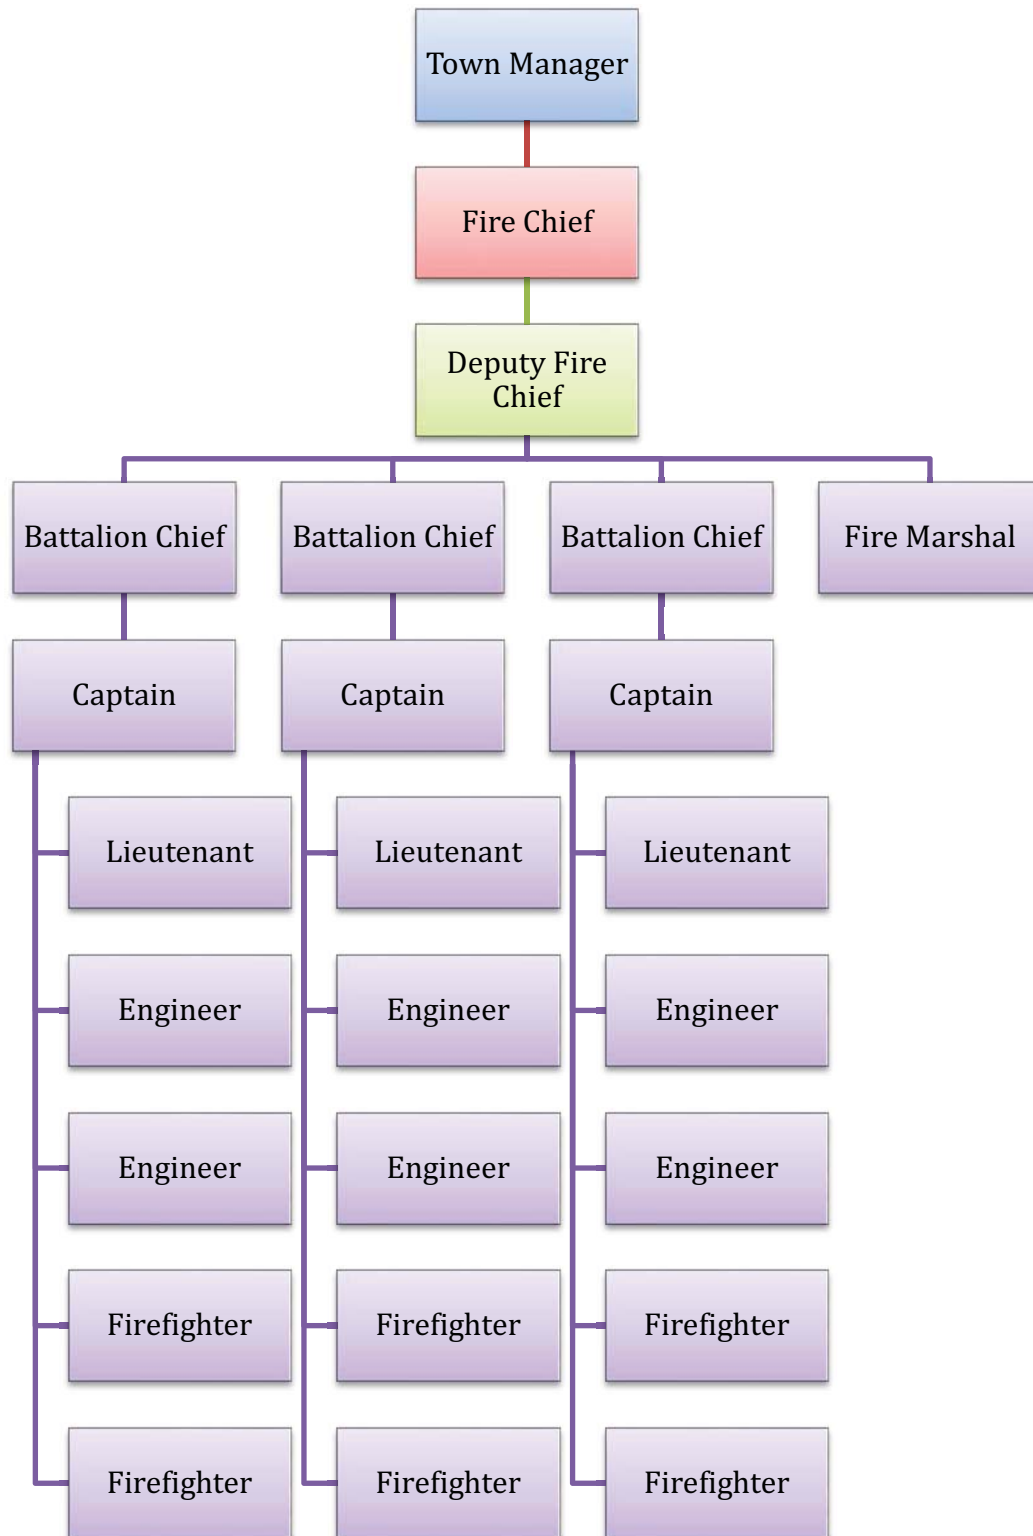 Town Manager
Fire Chief
Deputy Fire
Chief
Battalion Chief
Battalion Chief
Battalion Chief
Fire Marshal
Captain
Captain
Captain
Lieutenant
Lieutenant
Lieutenant
Engineer
Engineer
Engineer
Engineer
Engineer
Engineer
Firefighter
Firefighter
Firefighter
Firefighter
Firefighter
Firefighter